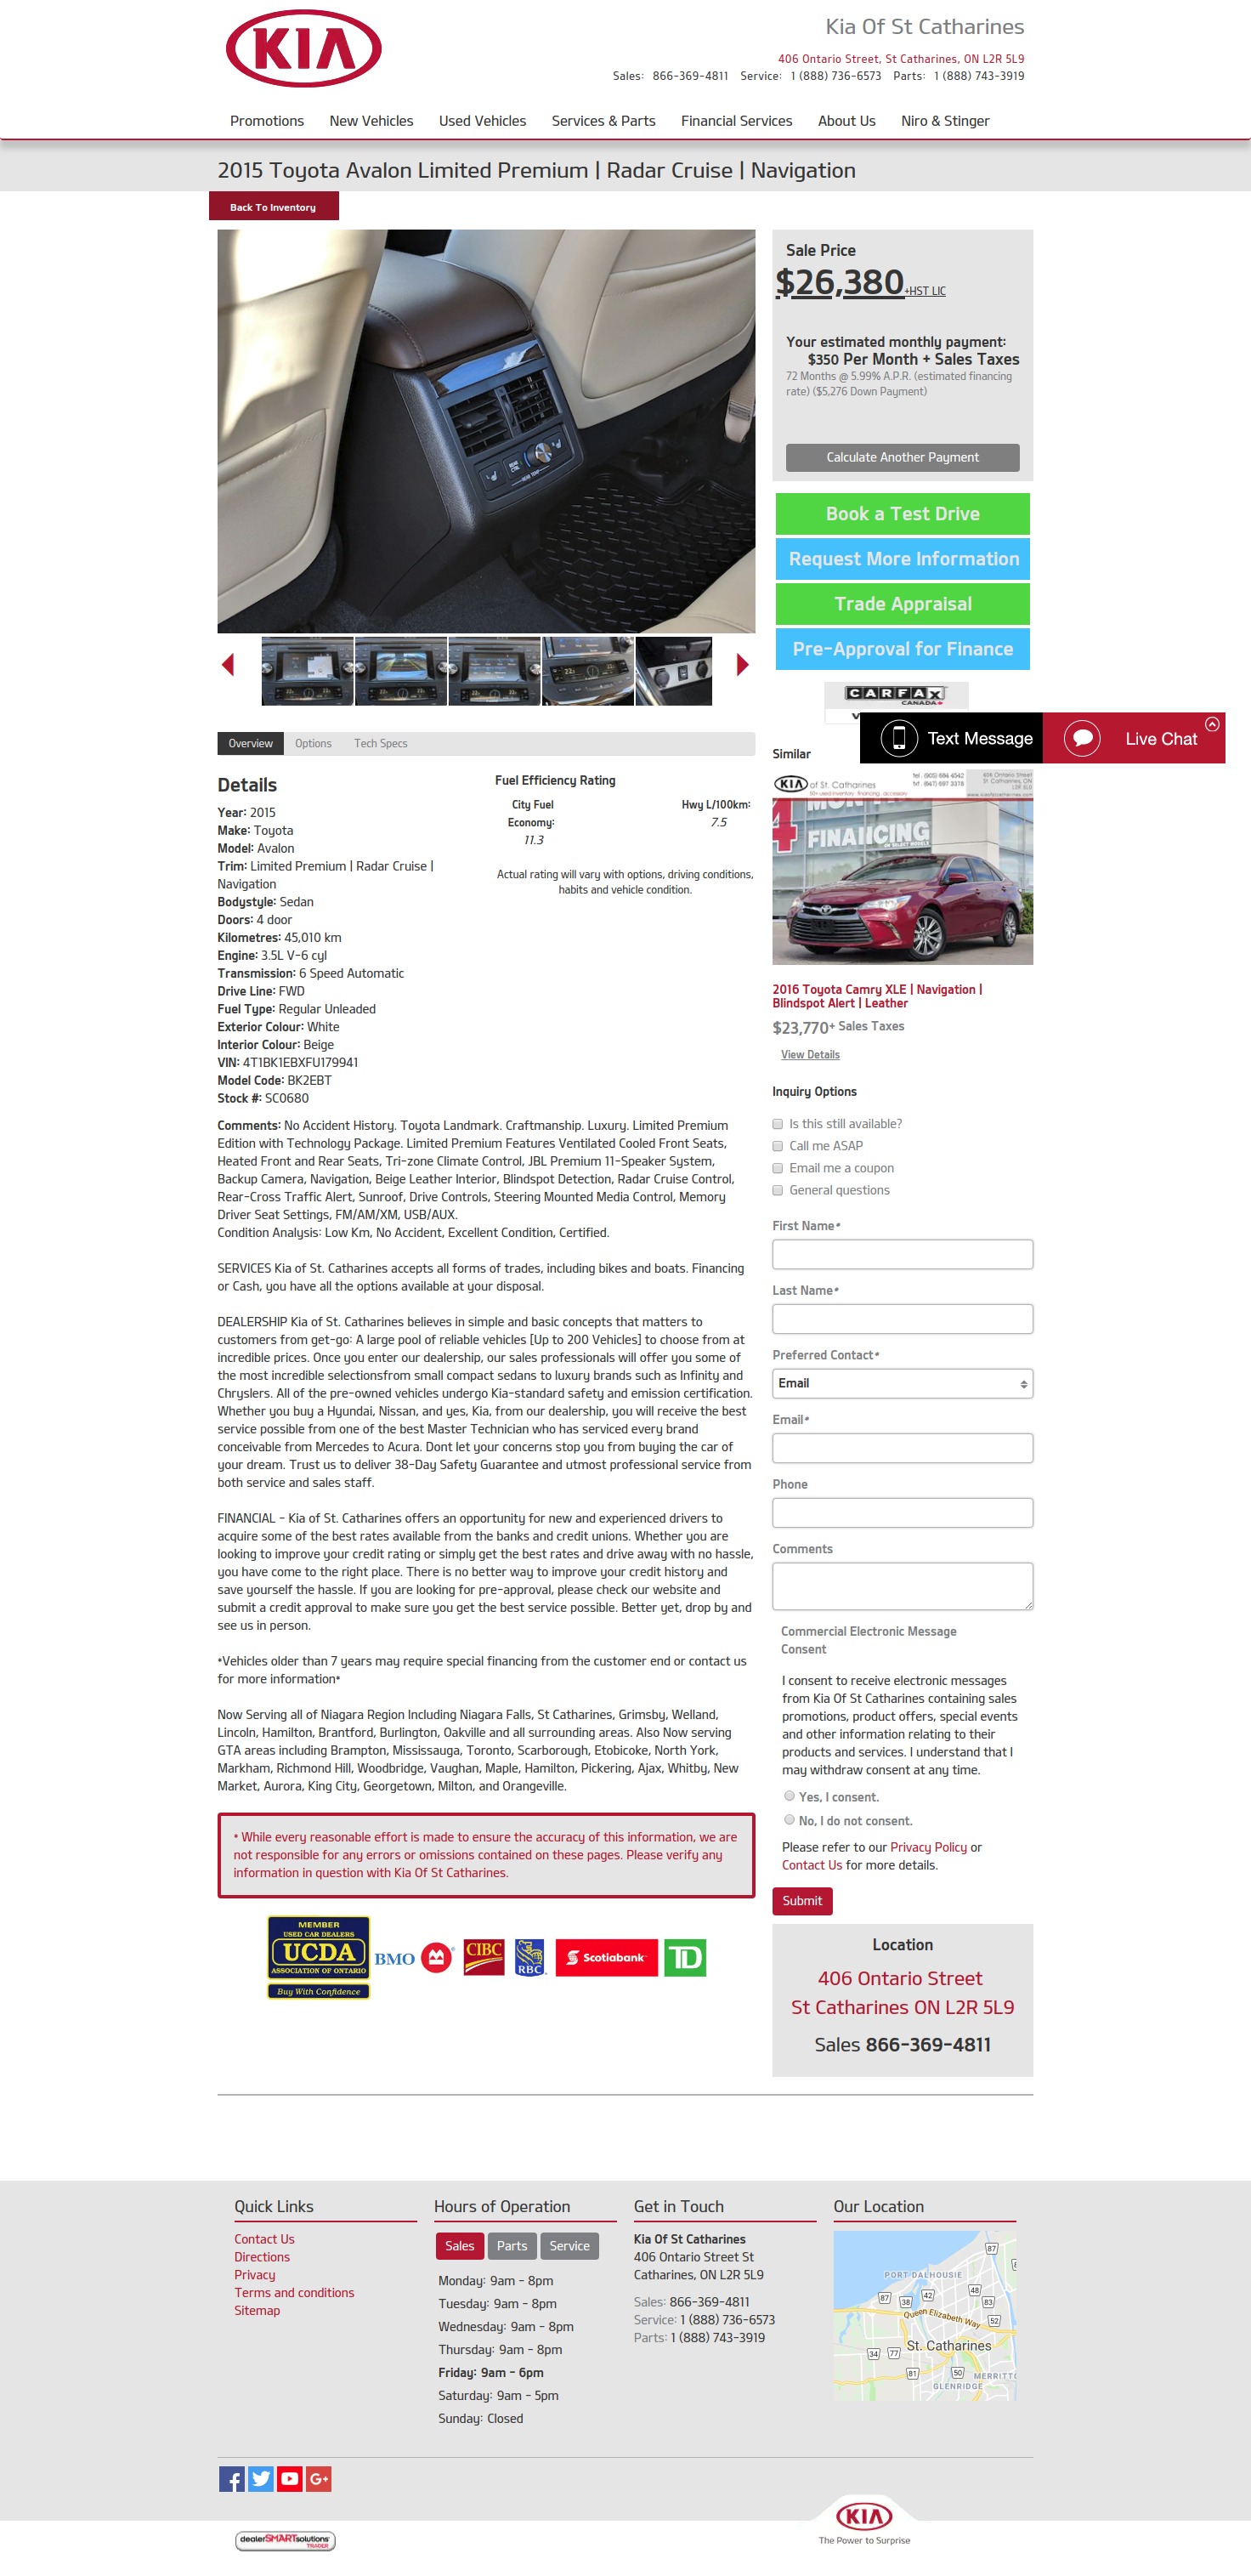 KIA
Kia Of St Catharines
406 Ontario Street, St Catharines, ON L2R 5L9
Sales: 866-369-4811 Service: 1 (888) 736-6573 Parts: 1 (888) 743-3919
Promotions New Vehicles Used Vehicles Services & Parts Financial Services About Us Niro & Stinger
2015 Toyota Avalon Limited Premium | Radar Cruise | Navigation
Back To Inventory
Sale Price
$26,380+HST LIC
Your estimated monthly payment:
$350 Per Month + Sales Taxes
72 Months @ 5.99% A.P.R. (estimated financing
rate) ($5,276 Down Payment)
Calculate Another Payment
Book a Test Drive
Request More Information
Trade Appraisal
Pre-Approval for Finance
CARFAX
CANADA
Text Message
Live Chat
Overview Options Tech Specs
Details
Year: 2015
Make: Toyota
Model: Avalon
Trim: Limited Premium | Radar Cruise |
Navigation
Bodystyle: Sedan
Doors: 4 door
Kilometres: 45,010 km
Engine: 3.5L V-6 cyl
Transmission: 6 Speed Automatic
Drive Line: FWD
Fuel Type: Regular Unleaded
Exterior Colour: White
Interior Colour: Beige
VIN: 4T1BK1EBXFU179941
Model Code: BK2EBT
Stock #: SC0680
Fuel Efficiency Rating
City Fuel
Economy:
11.3
Hwy L/100km:
7.5
Actual rating will vary with options, driving conditions,
habits and vehicle condition.
Comments: No Accident History. Toyota Landmark. Craftmanship. Luxury. Limited Premium
Edition with Technology Package. Limited Premium Features Ventilated Cooled Front Seats,
Heated Front and Rear Seats, Tri-zone Climate Control, JBL Premium 11-Speaker System,
Backup Camera, Navigation, Beige Leather Interior, Blindspot Detection, Radar Cruise Control,
Rear-Cross Traffic Alert, Sunroof, Drive Controls, Steering Mounted Media Control, Memory
Driver Seat Settings, FM/AM/XM, USB/AUX.
Condition Analysis: Low Km, No Accident, Excellent Condition, Certified.
SERVICES Kia of St. Catharines accepts all forms of trades, including bikes and boats. Financing
or Cash, you have all the options available at your disposal.
DEALERSHIP Kia of St. Catharines believes in simple and basic concepts that matters to
customers from get-go: A large pool of reliable vehicles [Up to 200 Vehicles] to choose from at
incredible prices. Once you enter our dealership, our sales professionals will offer you some of
the most incredible selectionsfrom small compact sedans to luxury brands such as Infinity and
Chryslers. All of the pre-owned vehicles undergo Kia-standard safety and emission certification.
Whether you buy a Hyundai, Nissan, and yes, Kia, from our dealership, you will receive the best
service possible from one of the best Master Technician who has serviced every brand
conceivable from Mercedes to Acura. Dont let your concerns stop you from buying the car of
your dream. Trust us to deliver 38-Day Safety Guarantee and utmost professional service from
both service and sales staff.
FINANCIAL - Kia of St. Catharines offers an opportunity for new and experienced drivers to
acquire some of the best rates available from the banks and credit unions. Whether you are
looking to improve your credit rating or simply get the best rates and drive away with no hassle,
you have come to the right place. There is no better way to improve your credit history and
save yourself the hassle. If you are looking for pre-approval, please check our website and
submit a credit approval to make sure you get the best service possible. Better yet, drop by and
see us in person.
*Vehicles older than 7 years may require special financing from the customer end or contact us
for more information*
Now Serving all of Niagara Region Including Niagara Falls, St Catharines, Grimsby, Welland,
Lincoln, Hamilton, Brantford, Burlington, Oakville and all surrounding areas. Also Now serving
GTA areas including Brampton, Mississauga, Toronto, Scarborough, Etobicoke, North York,
Markham, Richmond Hill, Woodbridge, Vaughan, Maple, Hamilton, Pickering, Ajax, Whitby, New
Market, Aurora, King City, Georgetown, Milton, and Orangeville.
* While every reasonable effort is made to ensure the accuracy of this information, we are
not responsible for any errors or omissions contained on these pages. Please verify any
information in question with Kia Of St Catharines.
MEMBER
USED CAR DEALERS
UCDA
ASSOCIATION OF ONTARIO
Buy With Confidence
BMO CIBC RBC Scotiabank TD
Similar
KIA of St. Catharines
FINANCING
2016 Toyota Camry XLE | Navigation |
Blindspot Alert | Leather
$23,770+ Sales Taxes
View Details
Inquiry Options
Is this still available?
Call me ASAP
Email me a coupon
General questions
First Name*
Last Name*
Preferred Contact*
Email
Email*
Phone
Comments
Commercial Electronic Message
Consent
I consent to receive electronic messages
from Kia Of St Catharines containing sales
promotions, product offers, special events
and other information relating to their
products and services. I understand that I
may withdraw consent at any time.
Yes, I consent.
No, I do not consent.
Please refer to our Privacy Policy or
Contact Us for more details.
Submit
Location
406 Ontario Street
St Catharines ON L2R 5L9
Sales 866-369-4811
Quick Links
Contact Us
Directions
Privacy
Terms and conditions
Sitemap
Hours of Operation
Sales Parts Service
Monday: 9am - 8pm
Tuesday: 9am - 8pm
Wednesday: 9am - 8pm
Thursday: 9am - 8pm
Friday: 9am - 6pm
Saturday: 9am - 5pm
Sunday: Closed
Get in Touch
Kia Of St Catharines
406 Ontario Street St
Catharines, ON L2R 5L9
Sales: 866-369-4811
Service: 1 (888) 736-6573
Parts: 1 (888) 743-3919
Our Location
87
PORT DALHOUSIE
87 38 42 48 83
Queen Elizabeth Way
52
St. Catharines
34 77
81 50
MERRITT
GLENRIDGE
G+
KIA
The Power to Surprise
dealerSMARTsolutions
TRADER